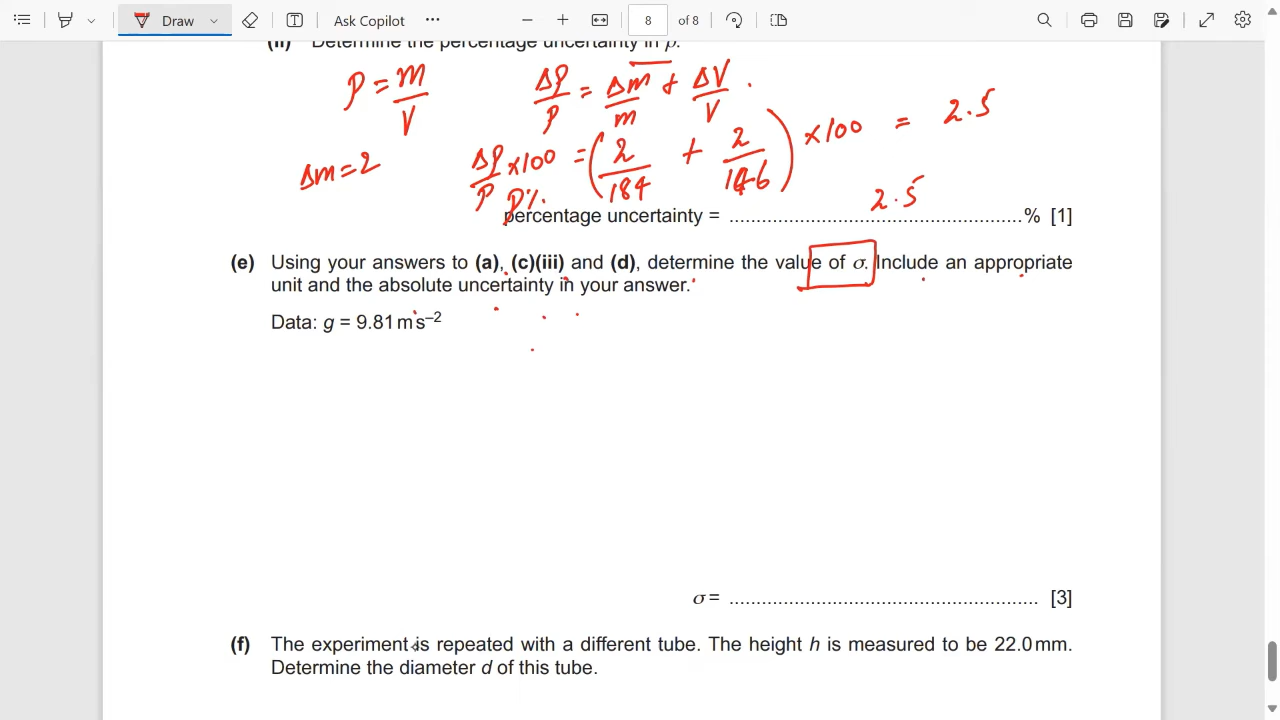 Draw
Ask Copilot
8
of 8
(ii) Determine the percentage uncertainty in ρ.
ρ = m/V Δρ/ρ = Δm/m + ΔV/V .
Δm = 2 Δρ/ρ ×100 = (2/184 + 2/146) ×100 = 2.5
ρ%
percentage uncertainty = 2.5 % [1]
(e) Using your answers to (a), (c)(iii) and (d), determine the value of σ. Include an appropriate
unit and the absolute uncertainty in your answer.
Data: g = 9.81 m s⁻²
σ = ...................................................... [3]
(f) The experiment is repeated with a different tube. The height h is measured to be 22.0 mm.
Determine the diameter d of this tube.